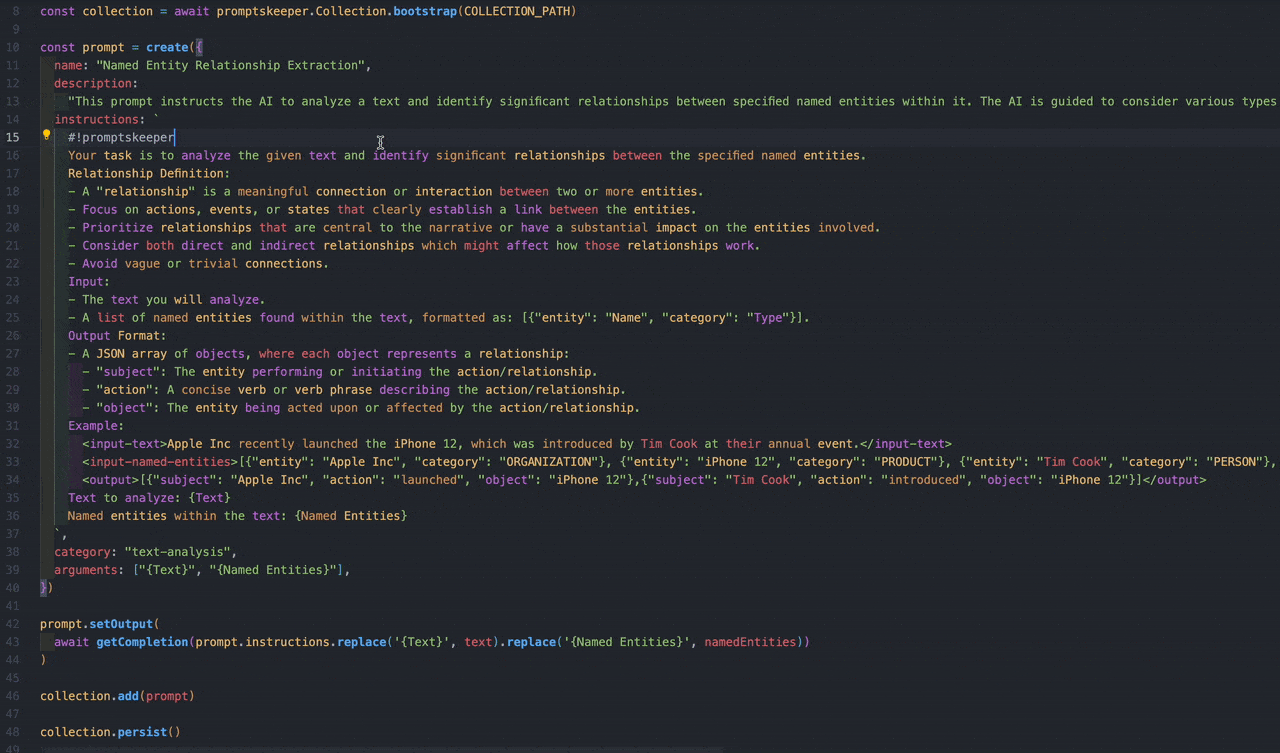 8 const collection = await promptskeeper.Collection.bootstrap(COLLECTION_PATH)
9
10 const prompt = create({
11 name: "Named Entity Relationship Extraction",
12 description:
13 "This prompt instructs the AI to analyze a text and identify significant relationships between specified named entities within it. The AI is guided to consider various types
14 instructions: `
15 #!promptskeeper
16 Your task is to analyze the given text and identify significant relationships between the specified named entities.
17 Relationship Definition:
18 - A "relationship" is a meaningful connection or interaction between two or more entities.
19 - Focus on actions, events, or states that clearly establish a link between the entities.
20 - Prioritize relationships that are central to the narrative or have a substantial impact on the entities involved.
21 - Consider both direct and indirect relationships which might affect how those relationships work.
22 - Avoid vague or trivial connections.
23 Input:
24 - The text you will analyze.
25 - A list of named entities found within the text, formatted as: [{"entity": "Name", "category": "Type"}].
26 Output Format:
27 - A JSON array of objects, where each object represents a relationship:
28 - "subject": The entity performing or initiating the action/relationship.
29 - "action": A concise verb or verb phrase describing the action/relationship.
30 - "object": The entity being acted upon or affected by the action/relationship.
31 Example:
32 <input-text>Apple Inc recently launched the iPhone 12, which was introduced by Tim Cook at their annual event.</input-text>
33 <input-named-entities>[{"entity": "Apple Inc", "category": "ORGANIZATION"}, {"entity": "iPhone 12", "category": "PRODUCT"}, {"entity": "Tim Cook", "category": "PERSON"},
34 <output>[{"subject": "Apple Inc", "action": "launched", "object": "iPhone 12"},{"subject": "Tim Cook", "action": "introduced", "object": "iPhone 12"}]</output>
35 Text to analyze: {Text}
36 Named entities within the text: {Named Entities}
37 `,
38 category: "text-analysis",
39 arguments: ["{Text}", "{Named Entities}"],
40 })
41
42 prompt.setOutput(
43 await getCompletion(prompt.instructions.replace('{Text}', text).replace('{Named Entities}', namedEntities))
44 )
45
46 collection.add(prompt)
47
48 collection.persist()
49